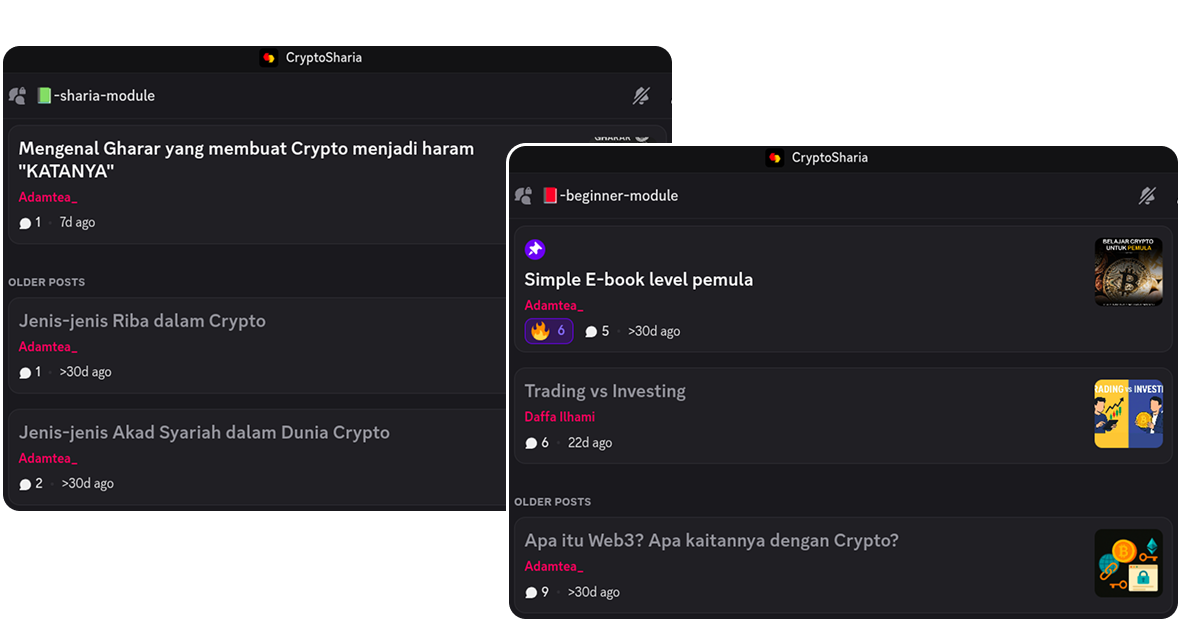 CryptoSharia
-sharia-module
GHARAR
Mengenal Gharar yang membuat Crypto menjadi haram
"KATANYA"
Adamtea_
1 · 7d ago
OLDER POSTS
Jenis-jenis Riba dalam Crypto
Adamtea_
1 · >30d ago
Jenis-jenis Akad Syariah dalam Dunia Crypto
Adamtea_
2 · >30d ago
CryptoSharia
-beginner-module
Simple E-book level pemula
Adamtea_
6 5 · >30d ago
BELAJAR CRYPTO
UNTUK PEMULA
Trading vs Investing
Daffa Ilhami
6 · 22d ago
RADING vs INVESTI
OLDER POSTS
Apa itu Web3? Apa kaitannya dengan Crypto?
Adamtea_
9 · >30d ago